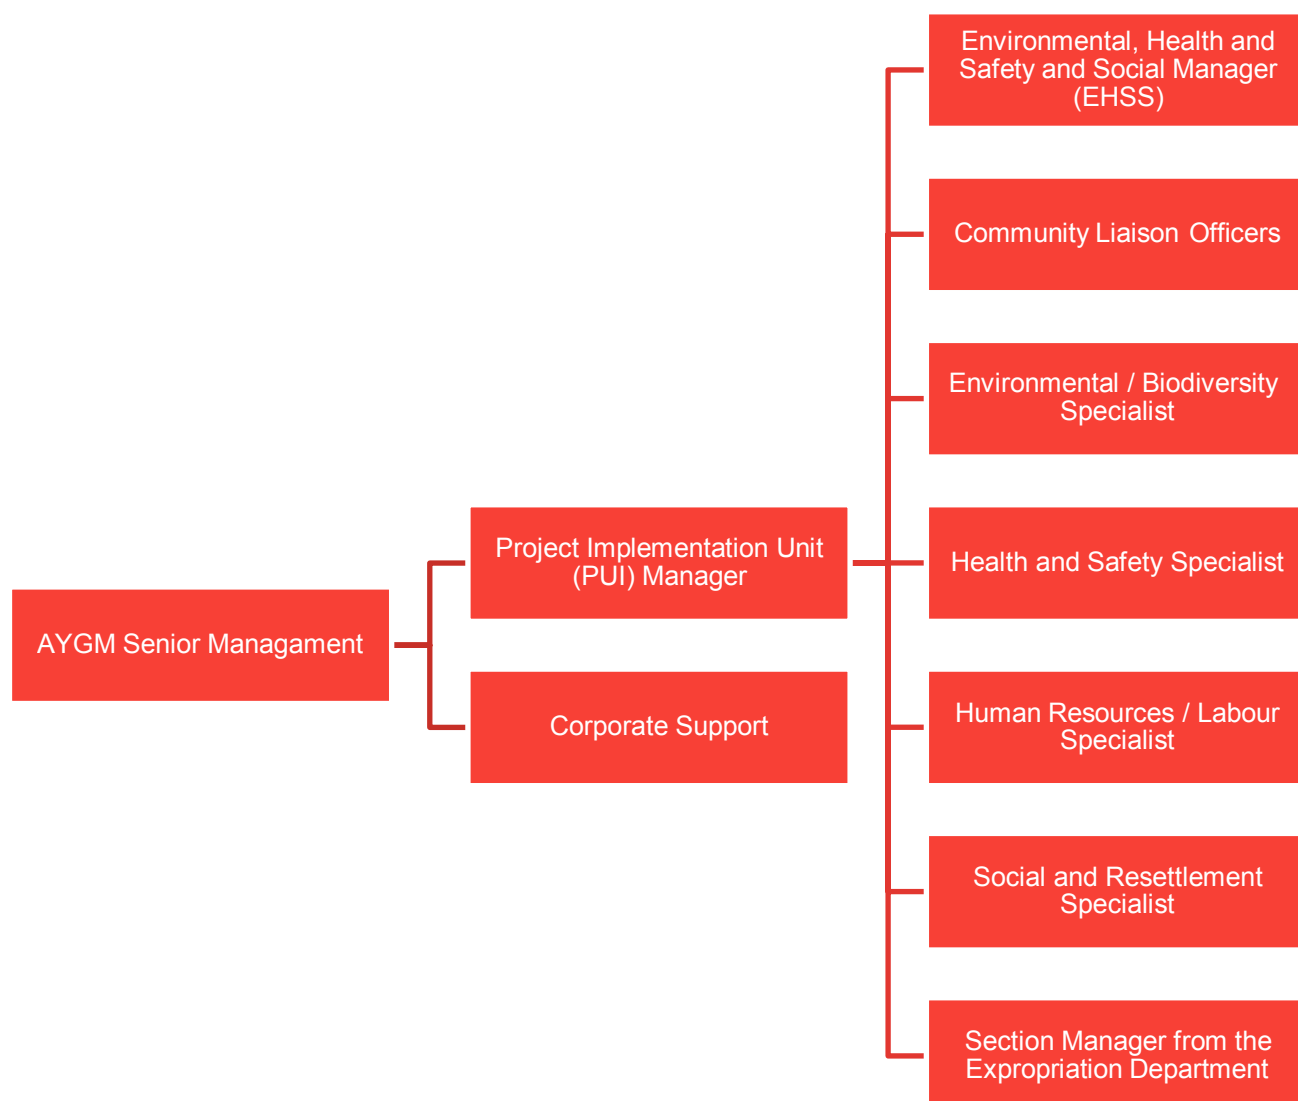 AYGM Senior Managament
Project Implementation Unit
(PUI) Manager
Corporate Support
Environmental, Health and
Safety and Social Manager
(EHSS)
Community Liaison Officers
Environmental / Biodiversity
Specialist
Health and Safety Specialist
Human Resources / Labour
Specialist
Social and Resettlement
Specialist
Section Manager from the
Expropriation Department